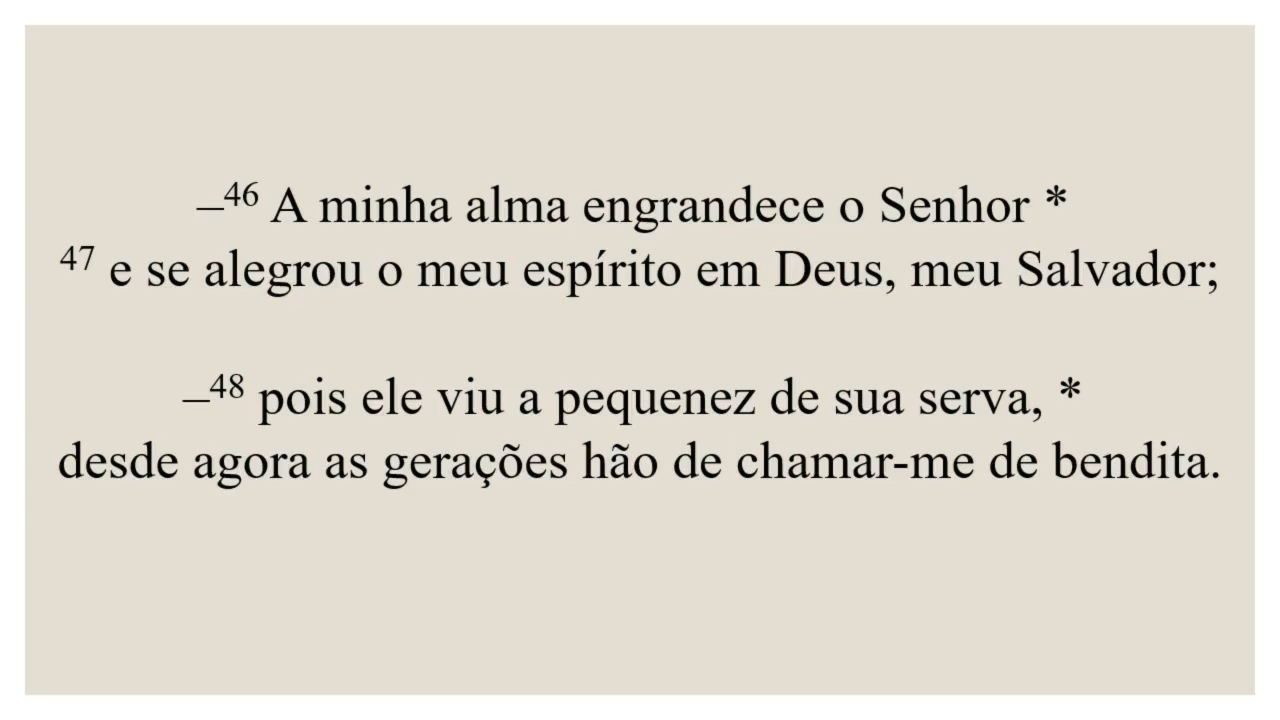 –46 A minha alma engrandece o Senhor *
47 e se alegrou o meu espírito em Deus, meu Salvador;
–48 pois ele viu a pequenez de sua serva, *
desde agora as gerações hão de chamar-me de bendita.